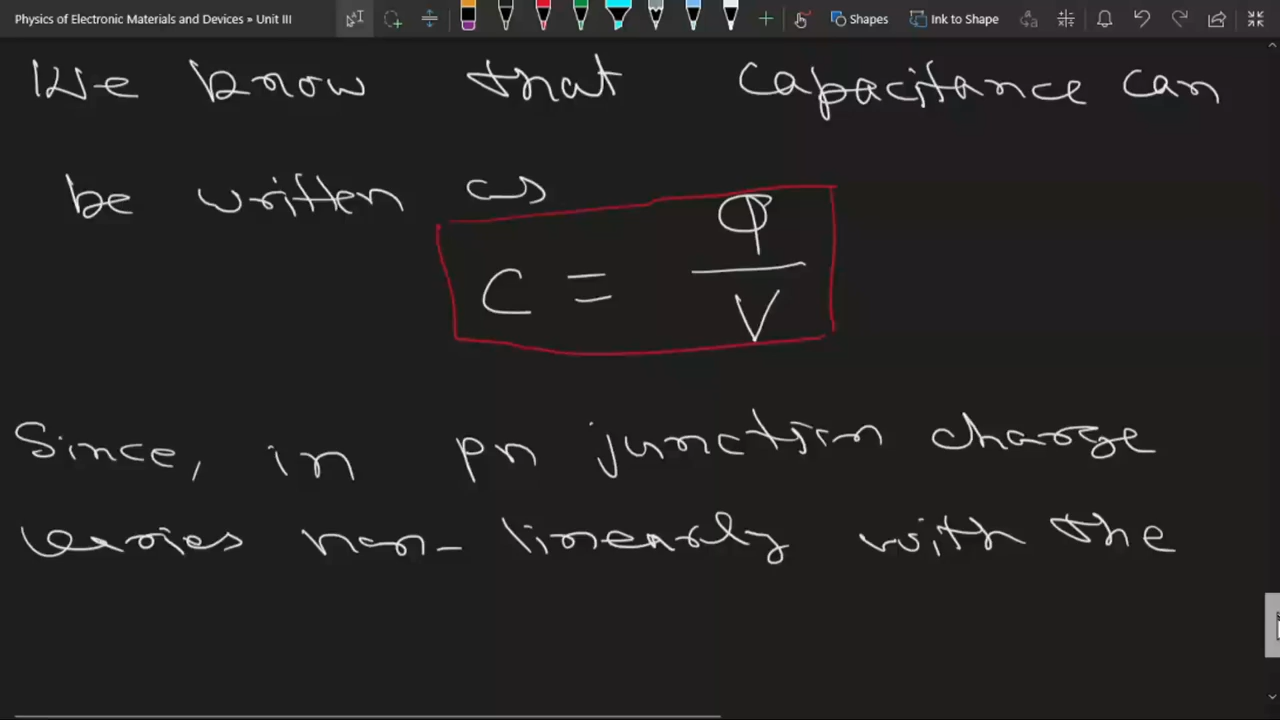 Physics of Electronic Materials and Devices » Unit III
Shapes
Ink to Shape
We know that capacitance can
be written as
C = Q / V
Since, in pn junction charge
varies non-linearly with the